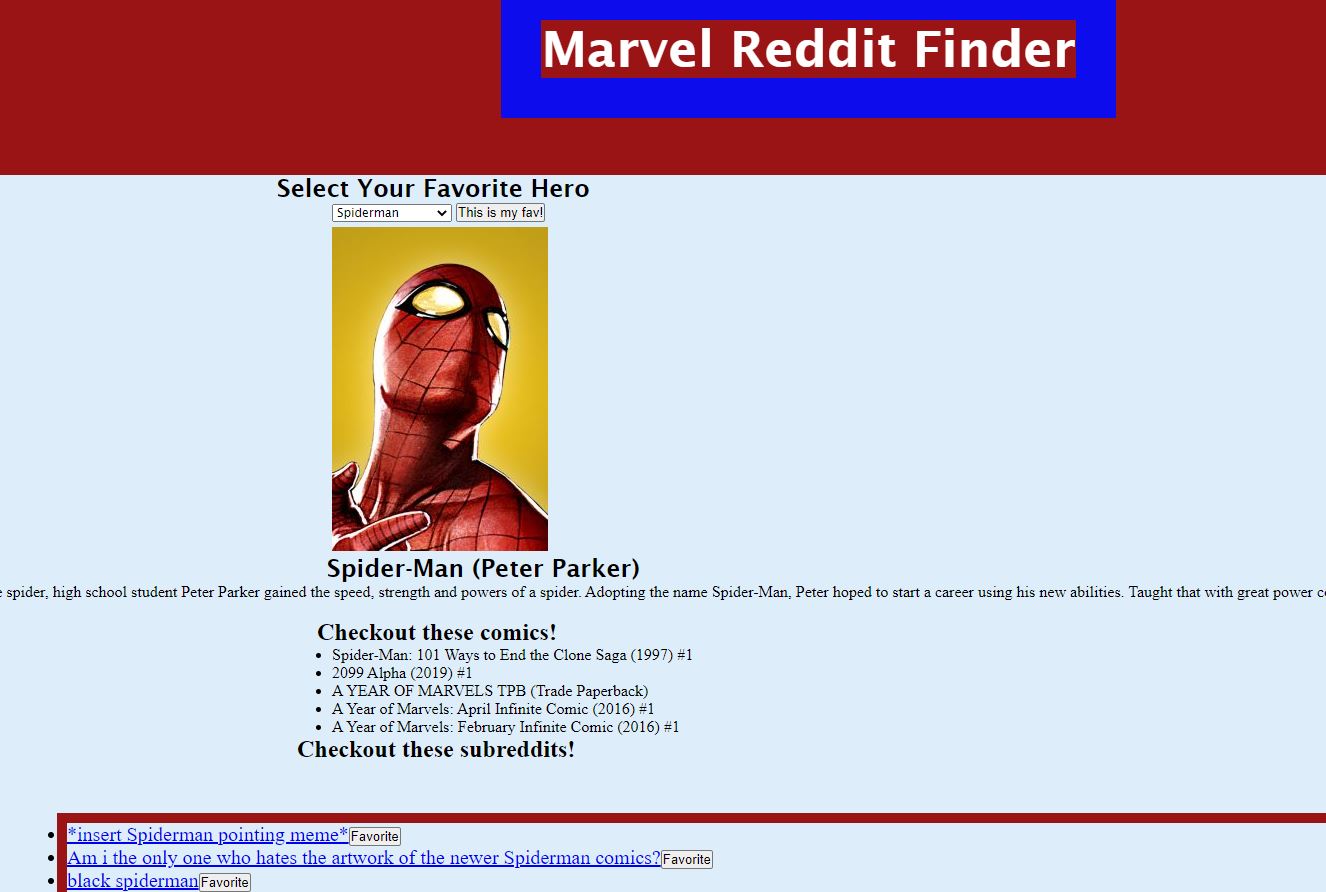 Marvel Reddit Finder
Select Your Favorite Hero
Spiderman This is my fav!
Spider-Man (Peter Parker)
spider, high school student Peter Parker gained the speed, strength and powers of a spider. Adopting the name Spider-Man, Peter hoped to start a career using his new abilities. Taught that with great power
Checkout these comics!
Spider-Man: 101 Ways to End the Clone Saga (1997) #1
2099 Alpha (2019) #1
A YEAR OF MARVELS TPB (Trade Paperback)
A Year of Marvels: April Infinite Comic (2016) #1
A Year of Marvels: February Infinite Comic (2016) #1
Checkout these subreddits!
*insert Spiderman pointing meme* Favorite
Am i the only one who hates the artwork of the newer Spiderman comics? Favorite
black spiderman Favorite